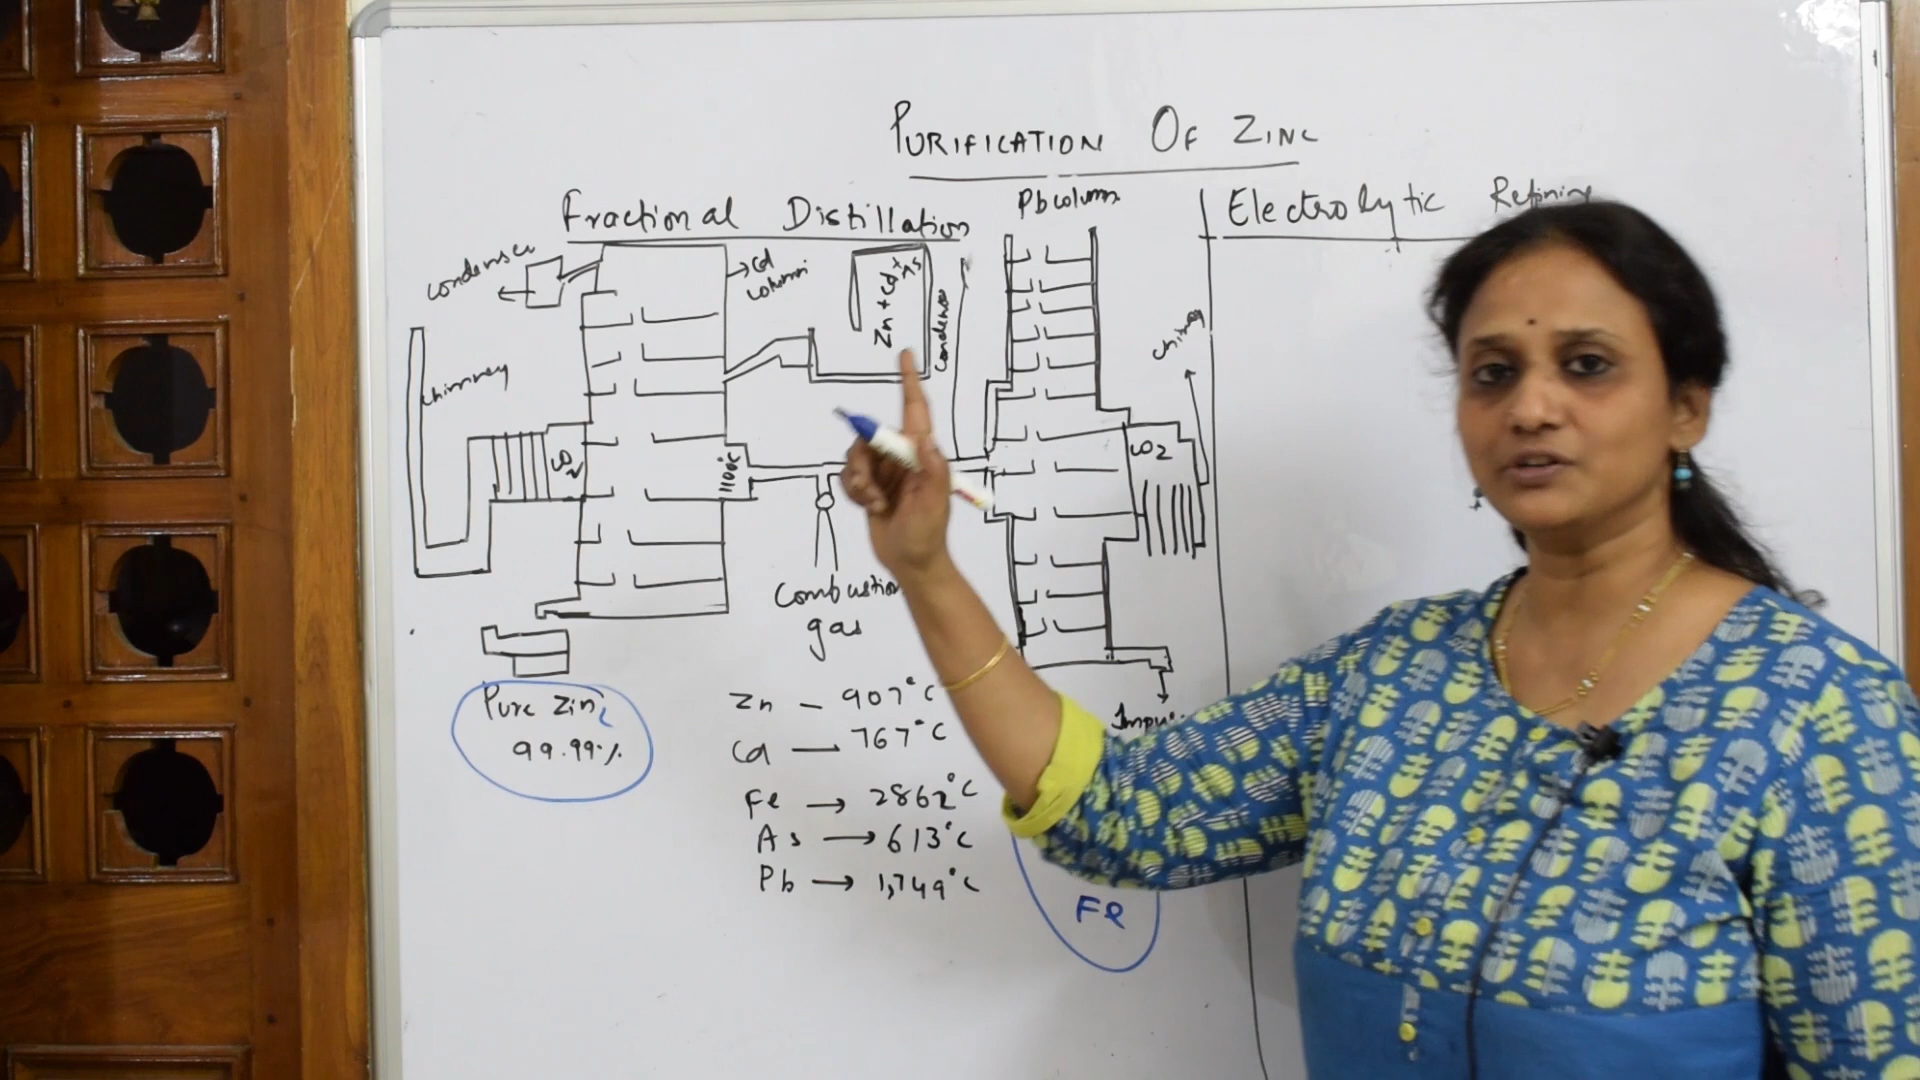 PURIFICATION OF ZINC
Fractional Distillation
Pb column
Electrolytic Refining
condenser
Cd
column
Zn + Cd + As
condenser
chimney
chimney
CO2
1100°C
CO2
Combustion
gas
Pure Zinc
99.99%
Zn – 907°C
Cd — 767°C
Fe → 2862°C
As → 613°C
Pb → 1,749°C
Fe